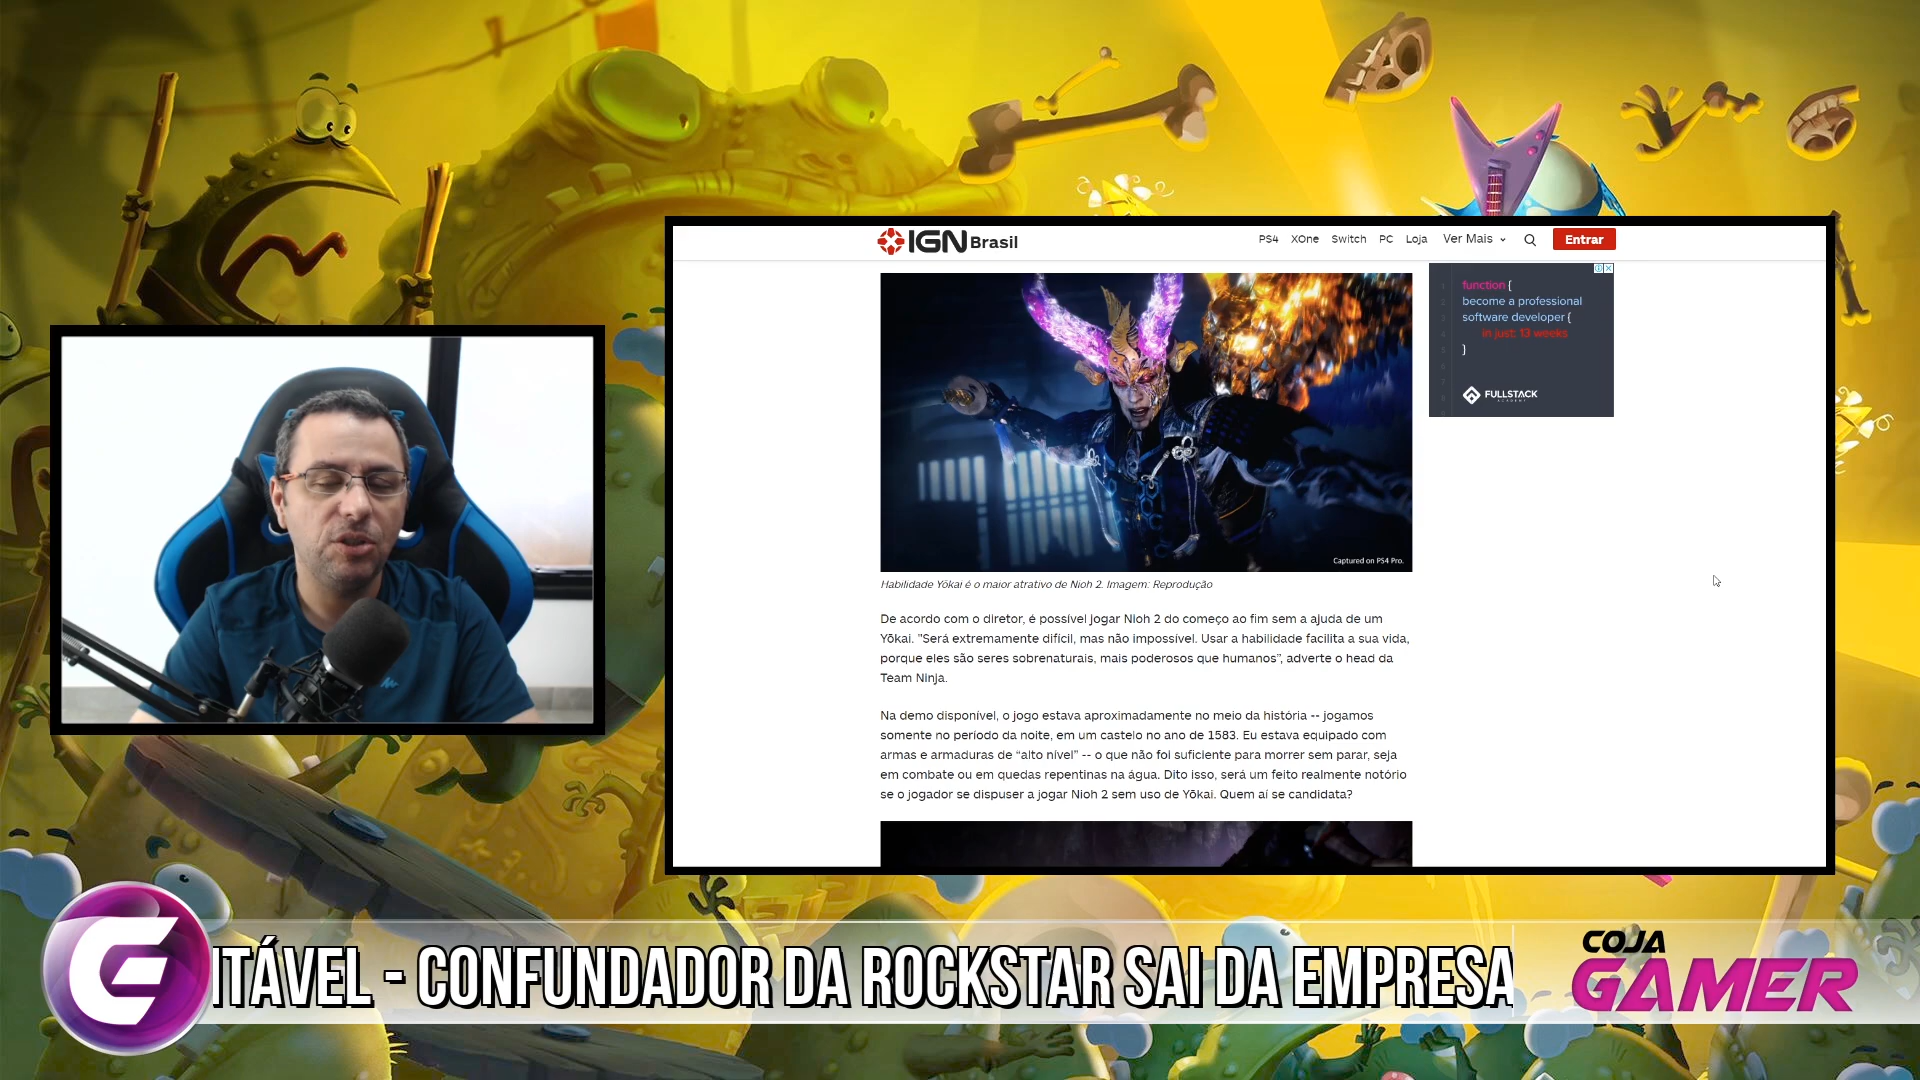 IGN Brasil
PS4 XOne Switch PC Loja Ver Mais Entrar
function {
become a professional
software developer {
in just: 13 weeks
}
FULLSTACK
ACADEMY
Captured on PS4 Pro.
Habilidade Yókai é o maior atrativo de Nioh 2. Imagem: Reprodução
De acordo com o diretor, é possível jogar Nioh 2 do começo ao fim sem a ajuda de um
Yōkai. "Será extremamente difícil, mas não impossível. Usar a habilidade facilita a sua vida,
porque eles são seres sobrenaturais, mais poderosos que humanos”, adverte o head da
Team Ninja.
Na demo disponível, o jogo estava aproximadamente no meio da história -- jogamos
somente no período da noite, em um castelo no ano de 1583. Eu estava equipado com
armas e armaduras de “alto nível” -- o que não foi suficiente para morrer sem parar, seja
em combate ou em quedas repentinas na água. Dito isso, será um feito realmente notório
se o jogador se dispuser a jogar Nioh 2 sem uso de Yōkai. Quem aí se candidata?
ITÁVEL - CONFUNDADOR DA ROCKSTAR SAI DA EMPRESA
COJA
GAMER